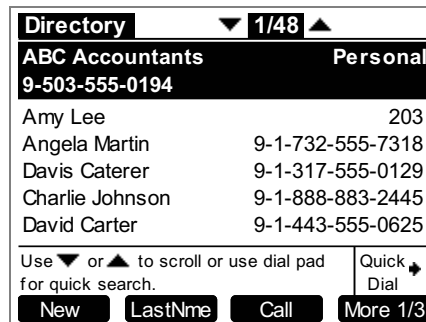 Directory ▼ 1/48 ▲
ABC Accountants Personal
9-503-555-0194
Amy Lee 203
Angela Martin 9-1-732-555-7318
Davis Caterer 9-1-317-555-0129
Charlie Johnson 9-1-888-883-2445
David Carter 9-1-443-555-0625
Use ▼ or ▲ to scroll or use dial pad
for quick search.
Quick
Dial
New LastNme Call More 1/3